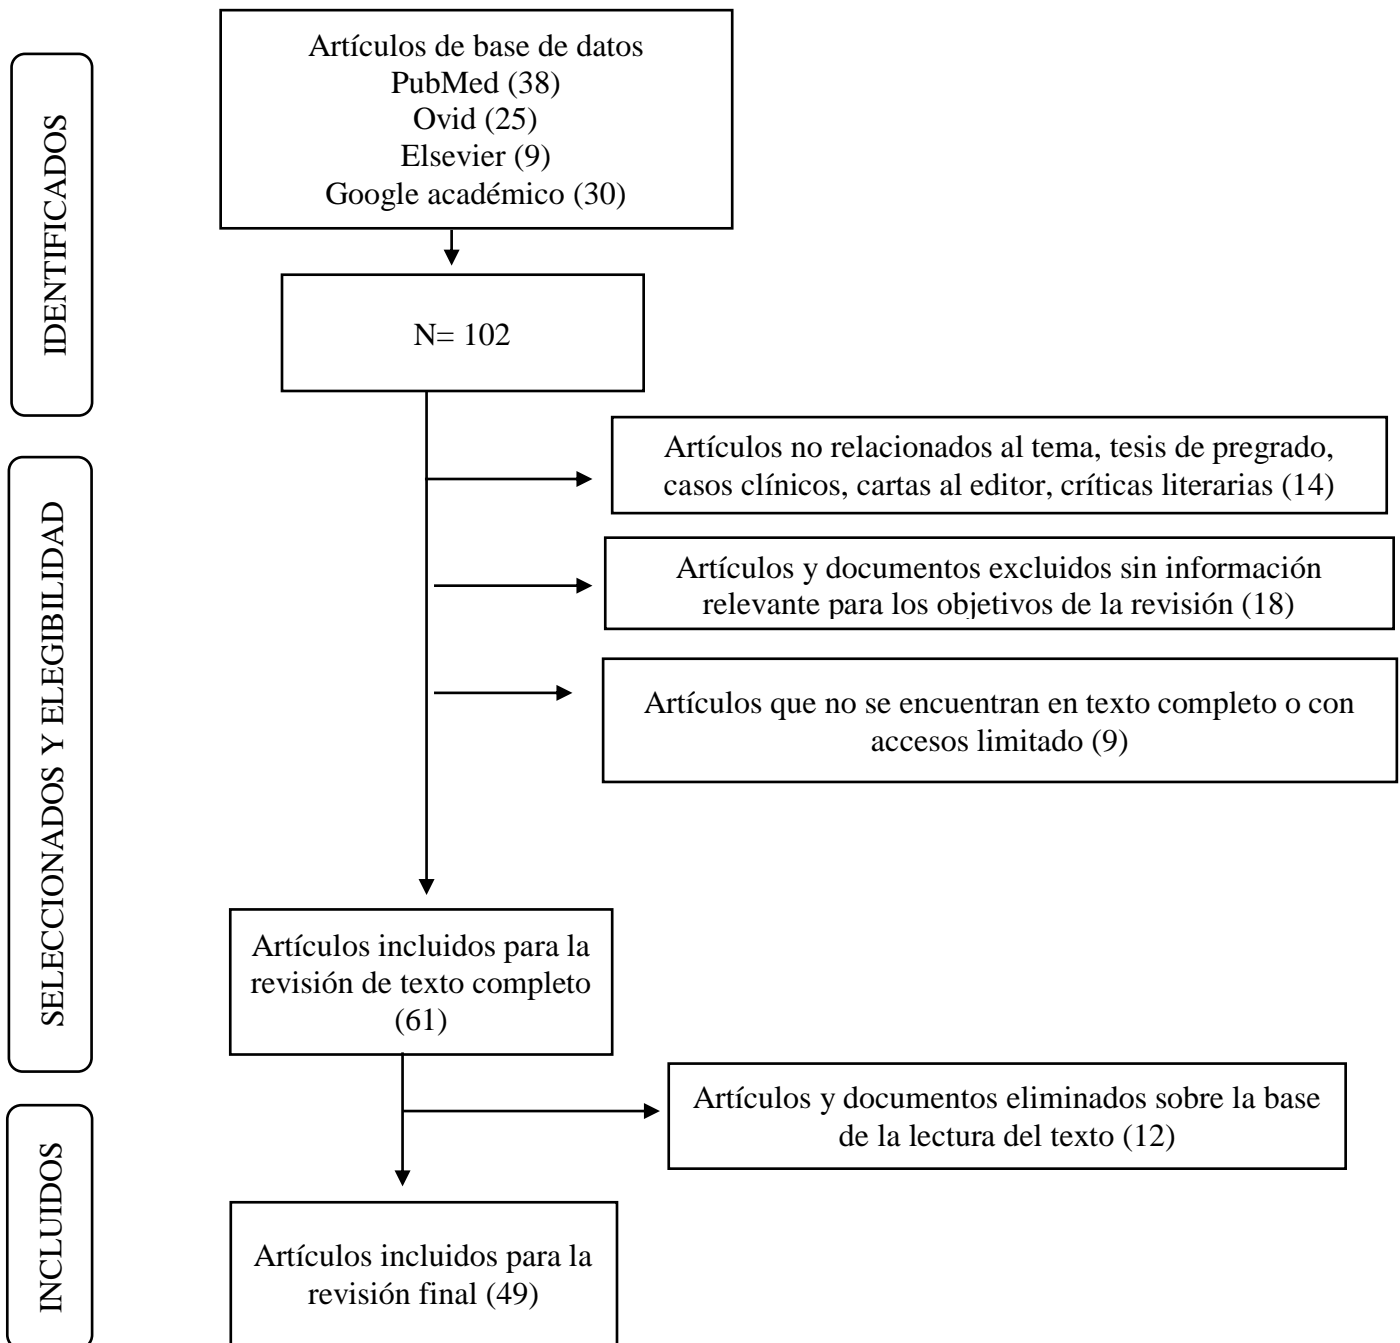 IDENTIFICADOS
Artículos de base de datos
PubMed (38)
Ovid (25)
Elsevier (9)
Google académico (30)
N= 102
SELECCIONADOS Y ELEGIBILIDAD
Artículos no relacionados al tema, tesis de pregrado,
casos clínicos, cartas al editor, críticas literarias (14)
Artículos y documentos excluidos sin información
relevante para los objetivos de la revisión (18)
Artículos que no se encuentran en texto completo o con
accesos limitado (9)
Artículos incluidos para la
revisión de texto completo
(61)
INCLUIDOS
Artículos y documentos eliminados sobre la base
de la lectura del texto (12)
Artículos incluidos para la
revisión final (49)